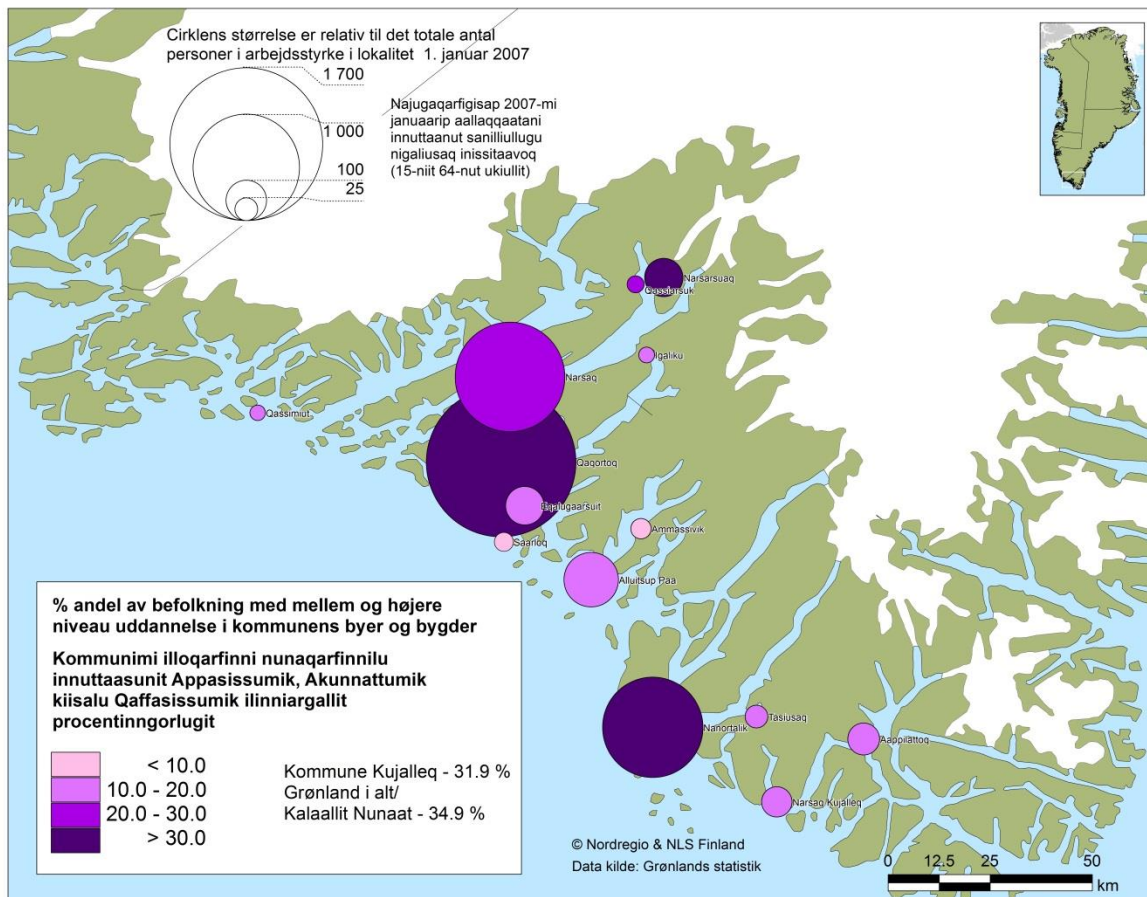 Cirklens størrelse er relativ til det totale antal
personer i arbejdsstyrke i lokalitet 1. januar 2007
1 700
1 000
100
25
Najugaqarfigisap 2007-mi
januaarip aallaqqaatani
innuttaanut sanilliullugu
nigaliusaq inissitaavoq
(15-niit 64-nut ukiullit)
Narsarsuaq
Qassiarsuk
Igaliku
Narsaq
Qassimiut
Qaqortoq
Eqalugaarsuit
Saarloq
Ammassivik
Alluitsup Paa
Nanortalik
Tasiusaq
Aappilattoq
Narsaq Kujalleq
% andel av befolkning med mellem og højere
niveau uddannelse i kommunens byer og bygder
Kommunimi illoqarfinni nunaqarfinnilu
innuttaasunit Appasissumik, Akunnattumik
kiisalu Qaffasissumik ilinniargallit
procentinngorlugit
< 10.0
10.0 - 20.0
20.0 - 30.0
> 30.0
Kommune Kujalleq - 31.9 %
Grønland i alt/
Kalaallit Nunaat - 34.9 %
© Nordregio & NLS Finland
Data kilde: Grønlands statistik
0 12.5 25 50
km